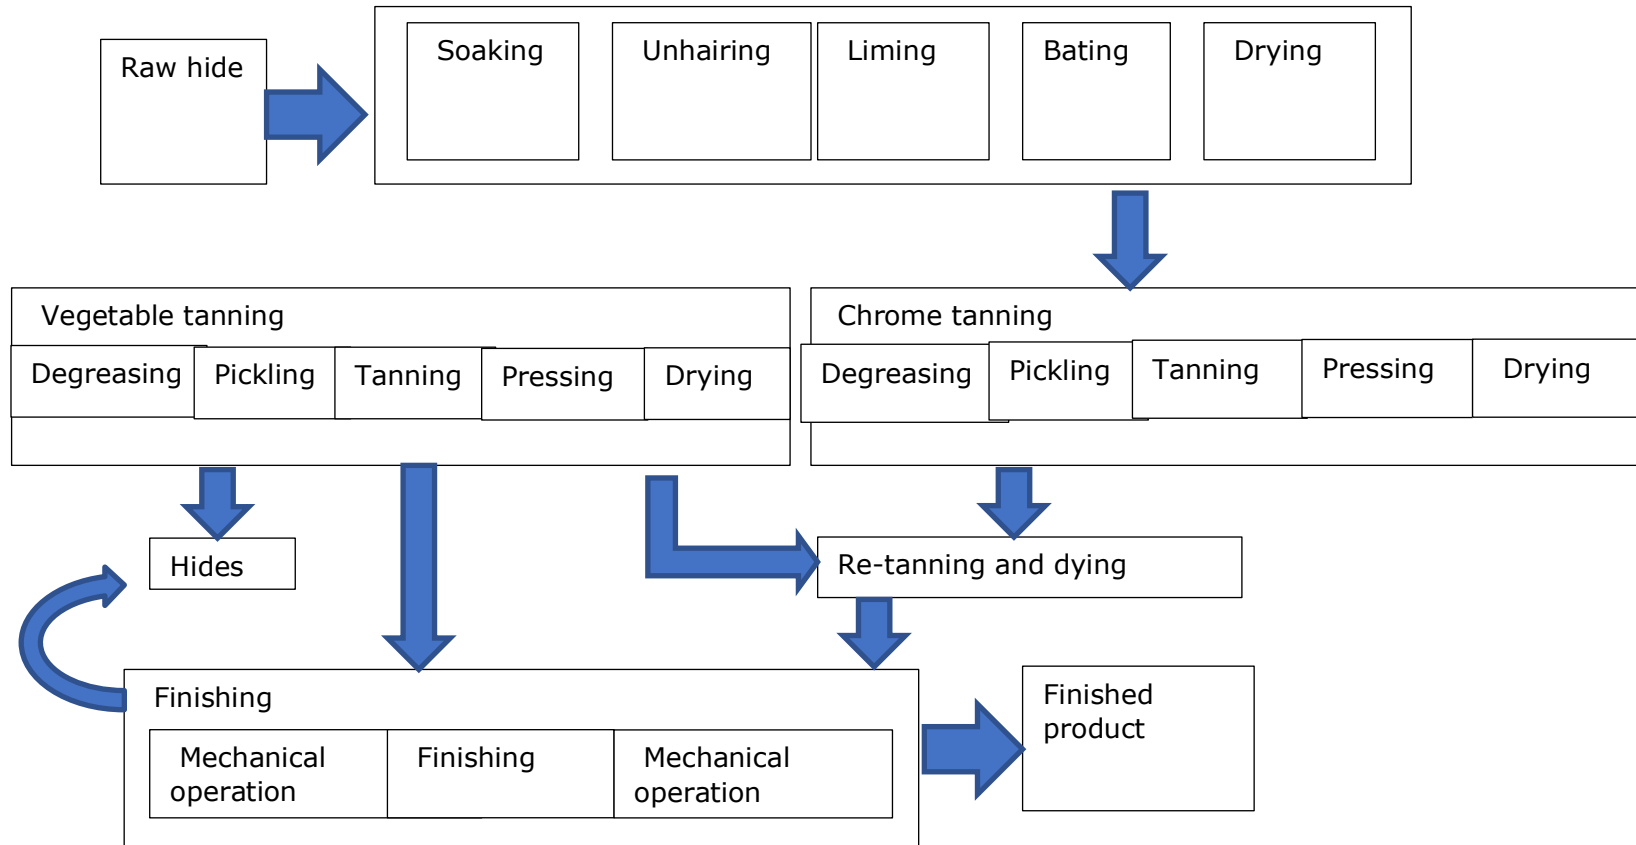 Raw hide
Soaking
Unhairing
Liming
Bating
Drying
Vegetable tanning
Degreasing
Pickling
Tanning
Pressing
Drying
Chrome tanning
Degreasing
Pickling
Tanning
Pressing
Drying
Hides
Re-tanning and dying
Finishing
Mechanical
operation
Finishing
Mechanical
operation
Finished
product